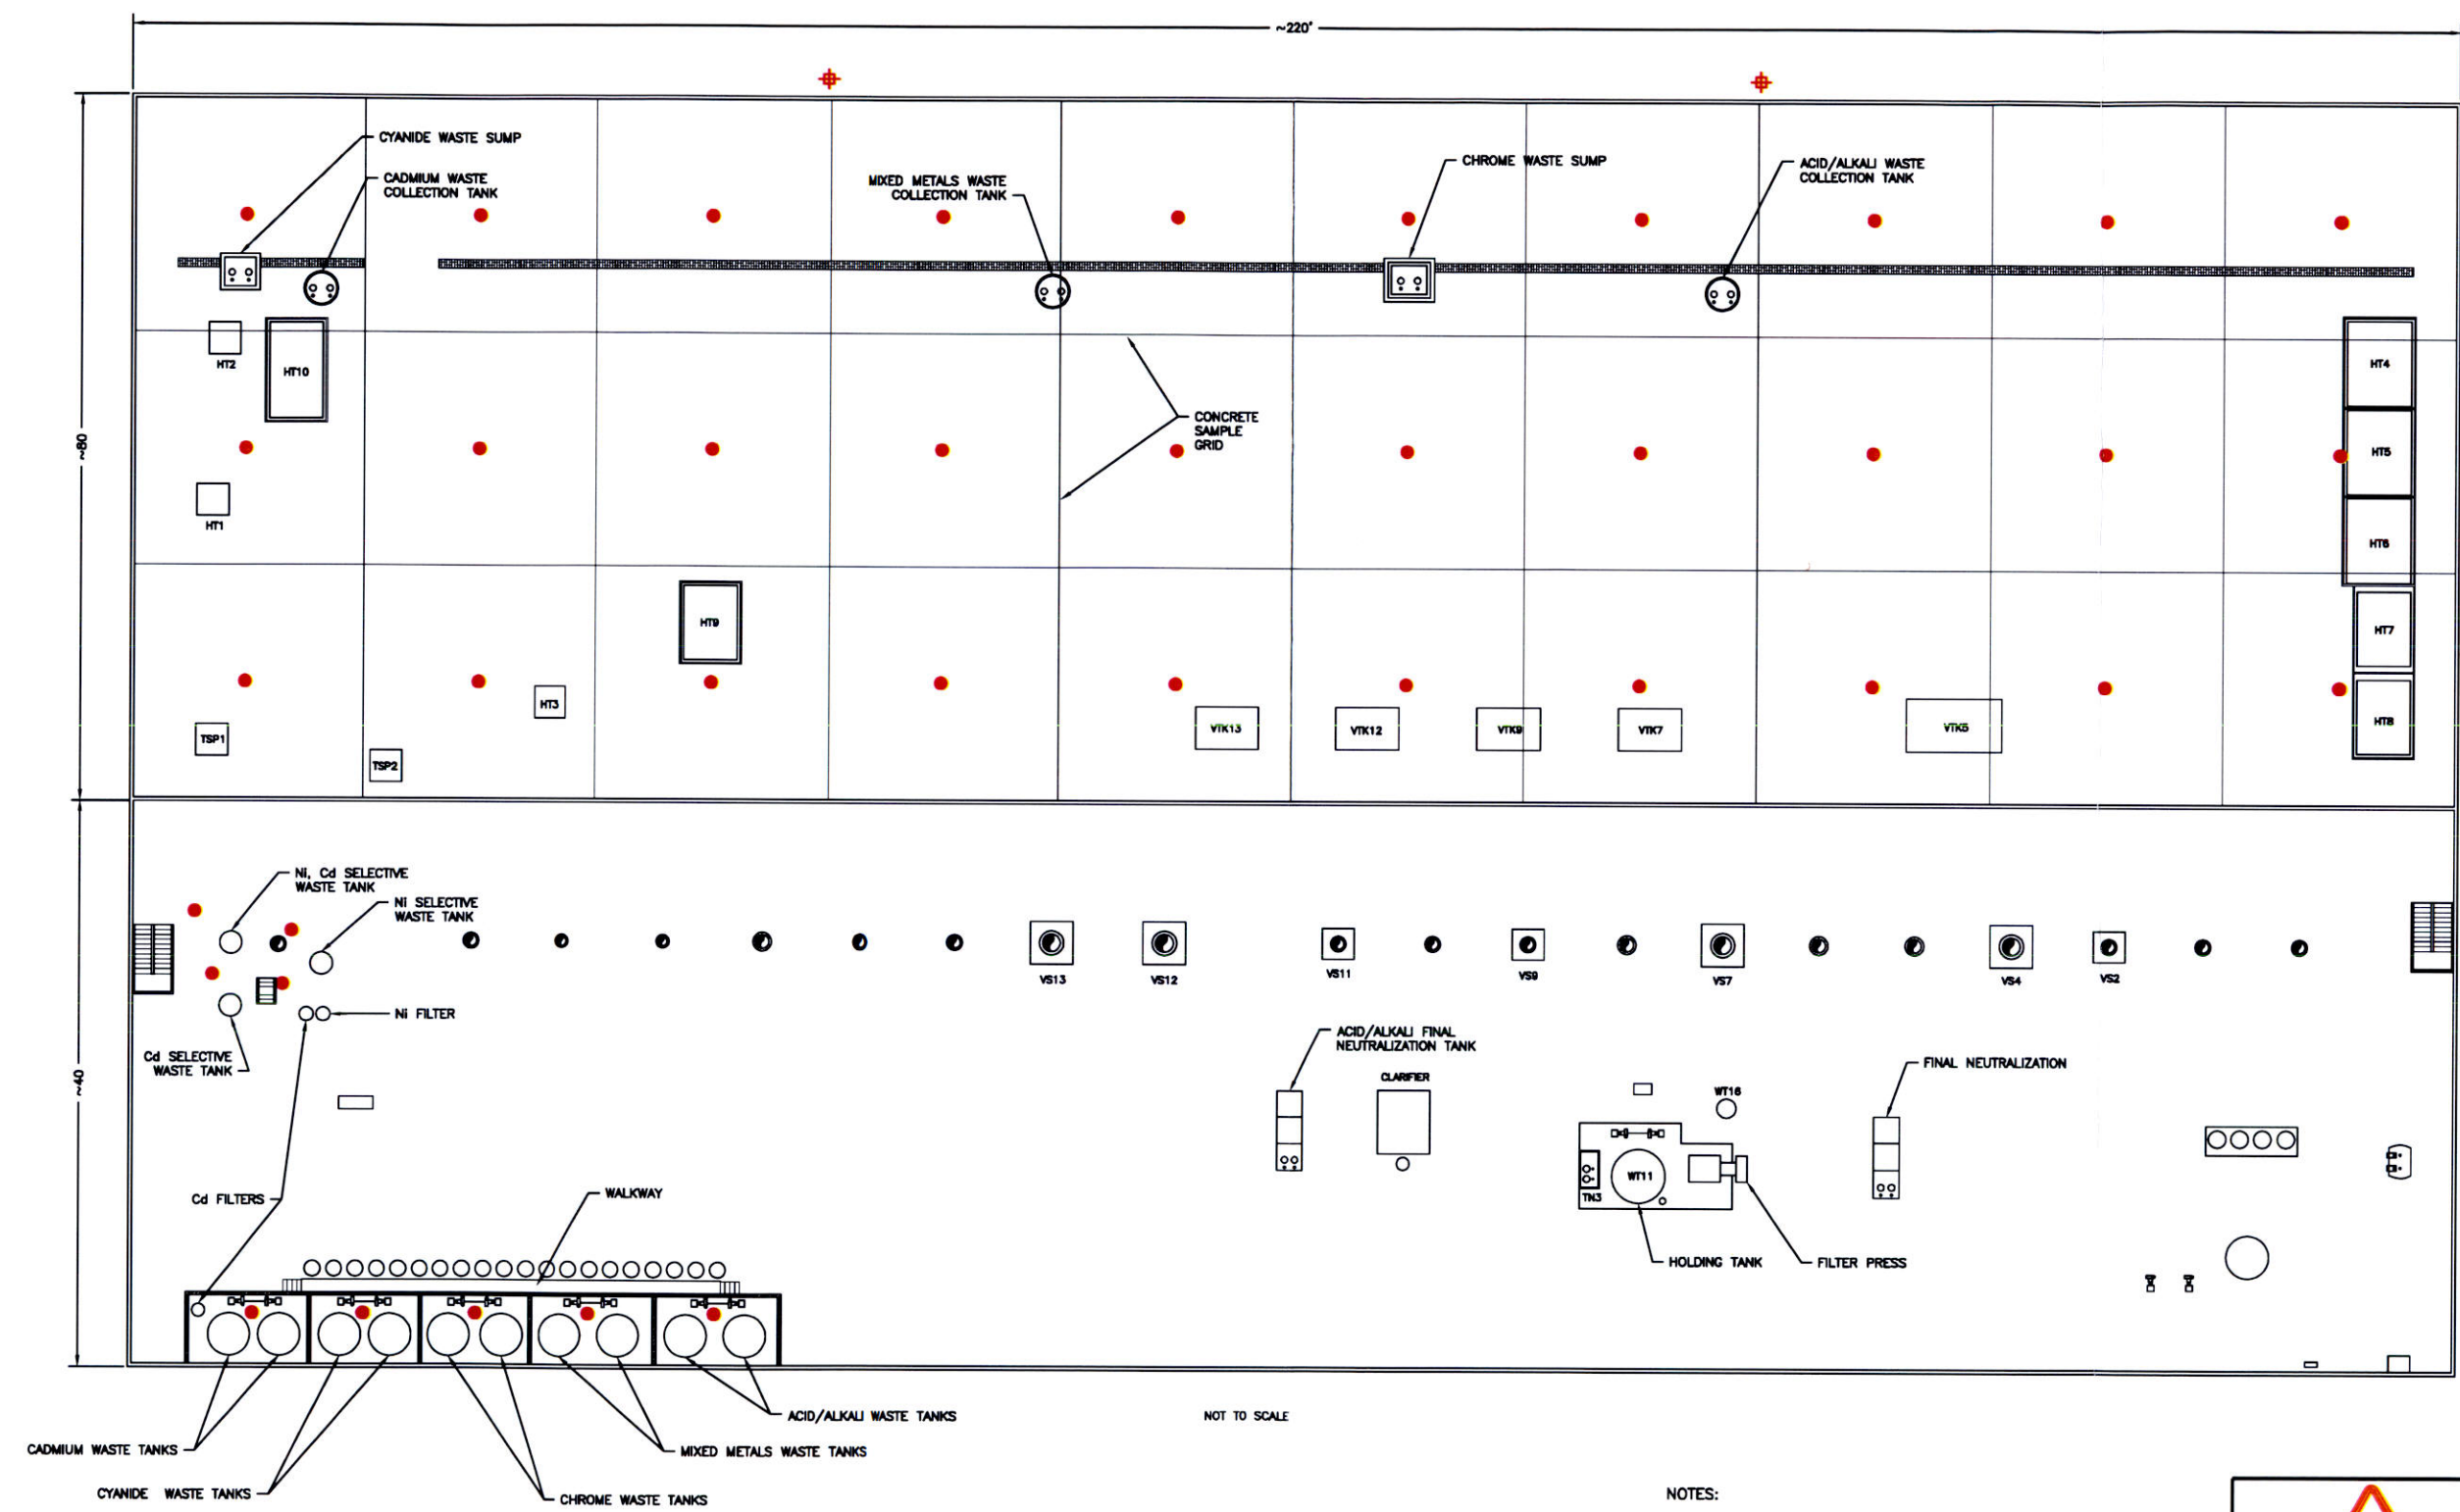 ~220'
CYANIDE WASTE SUMP
CADMIUM WASTE
COLLECTION TANK
MIXED METALS WASTE
COLLECTION TANK
CHROME WASTE SUMP
ACID/ALKALI WASTE
COLLECTION TANK
HT2
HT10
HT4
~80
CONCRETE
SAMPLE
GRID
HT5
HT1
HT6
HT9
HT7
HT3
TSP1
TSP2
VTK13
VTK12
VTK9
VTK7
VTK5
HT8
Ni, Cd SELECTIVE
WASTE TANK
Ni SELECTIVE
WASTE TANK
VS13
VS12
VS11
VS9
VS7
VS4
VS2
Ni FILTER
Cd SELECTIVE
WASTE TANK
~40
ACID/ALKALI FINAL
NEUTRALIZATION TANK
CLARIFIER
WT16
FINAL NEUTRALIZATION
WT11
TN3
Cd FILTERS
WALKWAY
HOLDING TANK
FILTER PRESS
ACID/ALKALI WASTE TANKS
NOT TO SCALE
CADMIUM WASTE TANKS
MIXED METALS WASTE TANKS
CYANIDE WASTE TANKS
CHROME WASTE TANKS
NOTES: